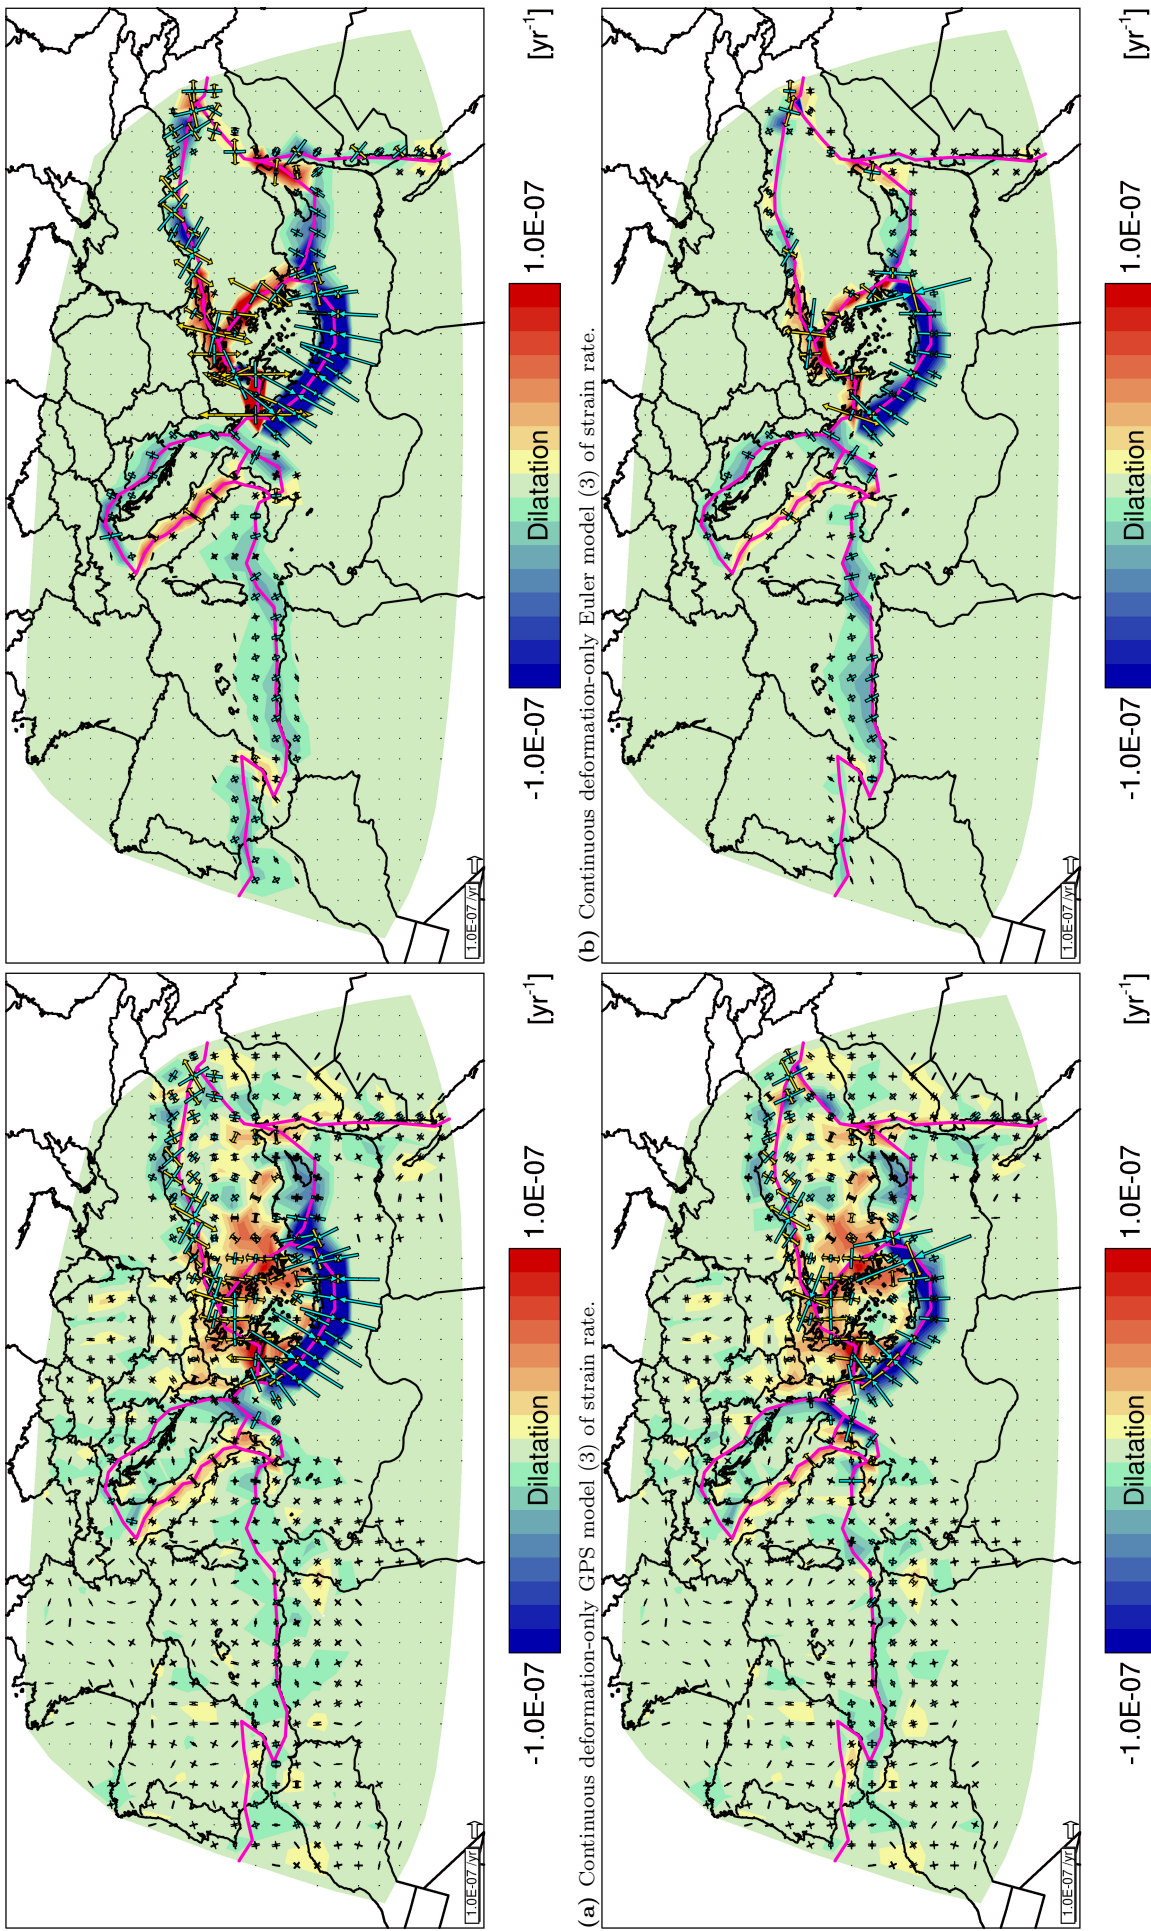 1.0E-07 /yr
-1.0E-07
Dilatation
1.0E-07
[yr-1]
(a) Continuous deformation-only GPS model (3) of strain rate.
1.0E-07 /yr
-1.0E-07
Dilatation
1.0E-07
[yr-1]
(b) Continuous deformation-only Euler model (3) of strain rate.
1.0E-07 /yr
-1.0E-07
Dilatation
1.0E-07
[yr-1]
1.0E-07 /yr
-1.0E-07
Dilatation
1.0E-07
[yr-1]